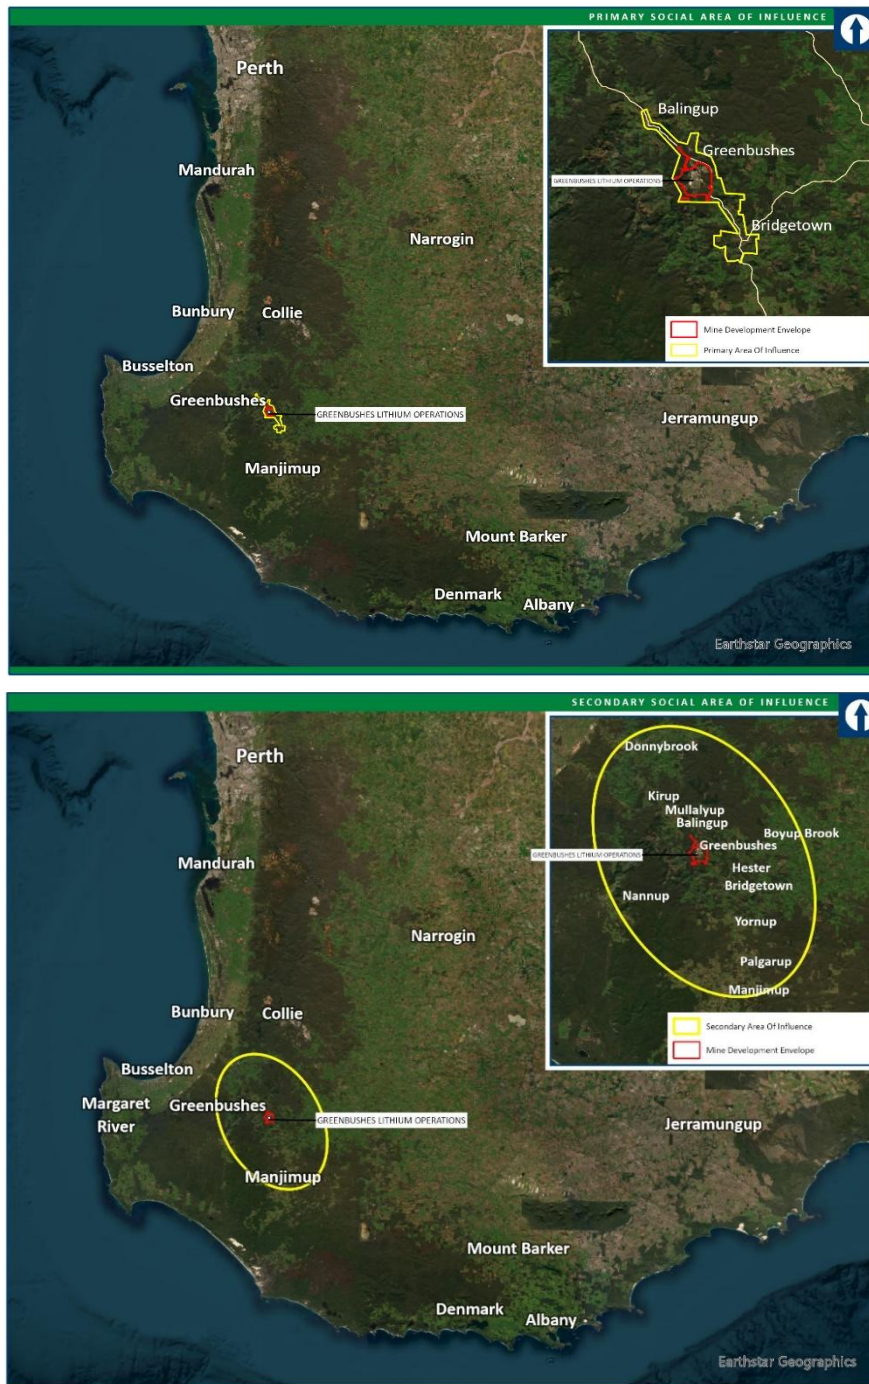 PRIMARY SOCIAL AREA OF INFLUENCE
Perth
Mandurah
Narrogin
Bunbury
Collie
Busselton
Greenbushes
GREENBUSHES LITHIUM OPERATIONS
Jerramungup
Manjimup
Mount Barker
Denmark
Albany
Earthstar Geographics
Balingup
Greenbushes
GREENBUSHES LITHIUM OPERATIONS
Bridgetown
Mine Development Envelope
Primary Area Of Influence
SECONDARY SOCIAL AREA OF INFLUENCE
Perth
Mandurah
Narrogin
Bunbury
Collie
Busselton
Margaret
River
Greenbushes
GREENBUSHES LITHIUM OPERATIONS
Jerramungup
Manjimup
Mount Barker
Denmark
Albany
Earthstar Geographics
Donnybrook
Kirup
Mullalyup
Balingup
Boyup Brook
Greenbushes
GREENBUSHES LITHIUM OPERATIONS
Hester
Bridgetown
Nannup
Yornup
Palgarup
Manjimup
Secondary Area Of Influence
Mine Development Envelope